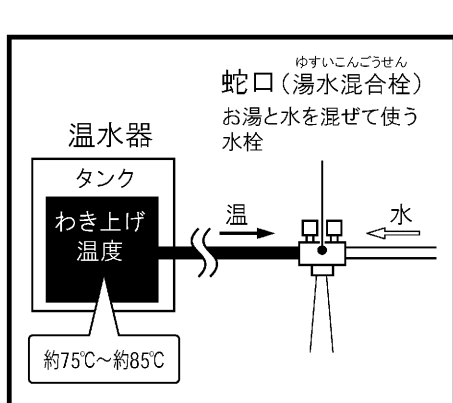 ゆすいこんごうせん
蛇口（湯水混合栓）
お湯と水を混ぜて使う
水栓
温水器
タンク
わき上げ
温度
温
水
約75℃～約85℃